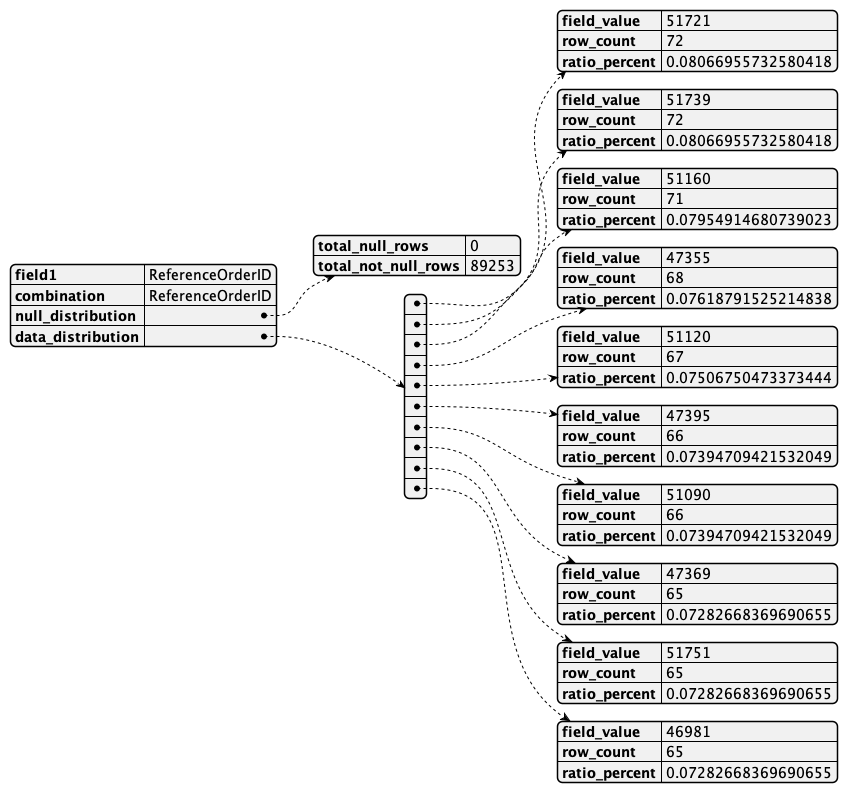 field1 ReferenceOrderID
combination ReferenceOrderID
null_distribution
data_distribution
total_null_rows 0
total_not_null_rows 89253
field_value 51721
row_count 72
ratio_percent 0.08066955732580418
field_value 51739
row_count 72
ratio_percent 0.08066955732580418
field_value 51160
row_count 71
ratio_percent 0.07954914680739023
field_value 47355
row_count 68
ratio_percent 0.07618791525214838
field_value 51120
row_count 67
ratio_percent 0.07506750473373444
field_value 47395
row_count 66
ratio_percent 0.07394709421532049
field_value 51090
row_count 66
ratio_percent 0.07394709421532049
field_value 47369
row_count 65
ratio_percent 0.07282668369690655
field_value 51751
row_count 65
ratio_percent 0.07282668369690655
field_value 46981
row_count 65
ratio_percent 0.07282668369690655